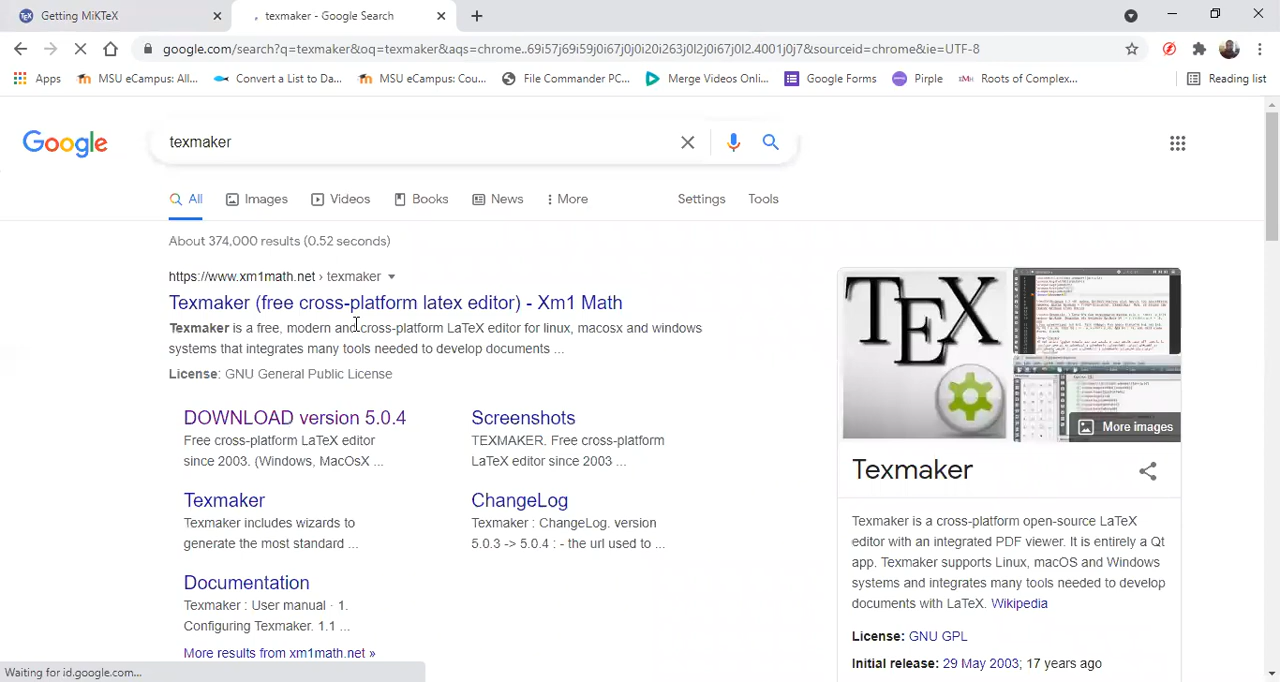 Getting MiKTeX
texmaker - Google Search
google.com/search?q=texmaker&oq=texmaker&aqs=chrome..69i57j69i59j0i67j0j0i20i263j0l2j0i67j0l2.4001j0j7&sourceid=chrome&ie=UTF-8
Apps MSU eCampus: All... Convert a List to Da... MSU eCampus: Cou... File Commander PC... Merge Videos Onl... Google Forms Pirple Roots of Complex... Reading list
Google
texmaker
All Images Videos Books News More Settings Tools
About 374,000 results (0.52 seconds)
https://www.xm1math.net › texmaker
Texmaker (free cross-platform latex editor) - Xm1 Math
Texmaker is a free, modern cross-platform LaTeX editor for linux, macosx and windows
systems that integrates many tools needed to develop documents ...
License: GNU General Public License
DOWNLOAD version 5.0.4
Free cross-platform LaTeX editor
since 2003. (Windows, MacOsX ...
Screenshots
TEXMAKER. Free cross-platform
LaTeX editor since 2003 ...
Texmaker
Texmaker includes wizards to
generate the most standard ...
ChangeLog
Texmaker : ChangeLog. version
5.0.3 -> 5.0.4 : - the url used to ...
Documentation
Texmaker : User manual · 1.
Configuring Texmaker. 1.1 ...
More results from xm1math.net »
TEX
More images
Texmaker
Texmaker is a cross-platform open-source LaTeX
editor with an integrated PDF viewer. It is entirely a Qt
app. Texmaker supports Linux, macOS and Windows
systems and integrates many tools needed to develop
documents with LaTeX. Wikipedia
License: GNU GPL
Initial release: 29 May 2003; 17 years ago
Waiting for id.google.com...